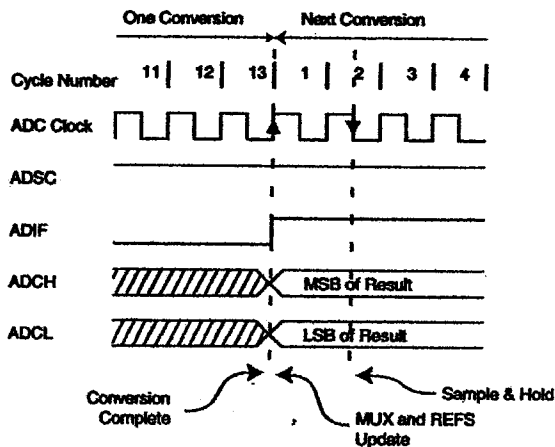 One Conversion Next Conversion
Cycle Number 11 12 13 1 2 3 4
ADC Clock
ADSC
ADIF
ADCH MSB of Result
ADCL LSB of Result
Conversion Complete
MUX and REFS Update
Sample & Hold